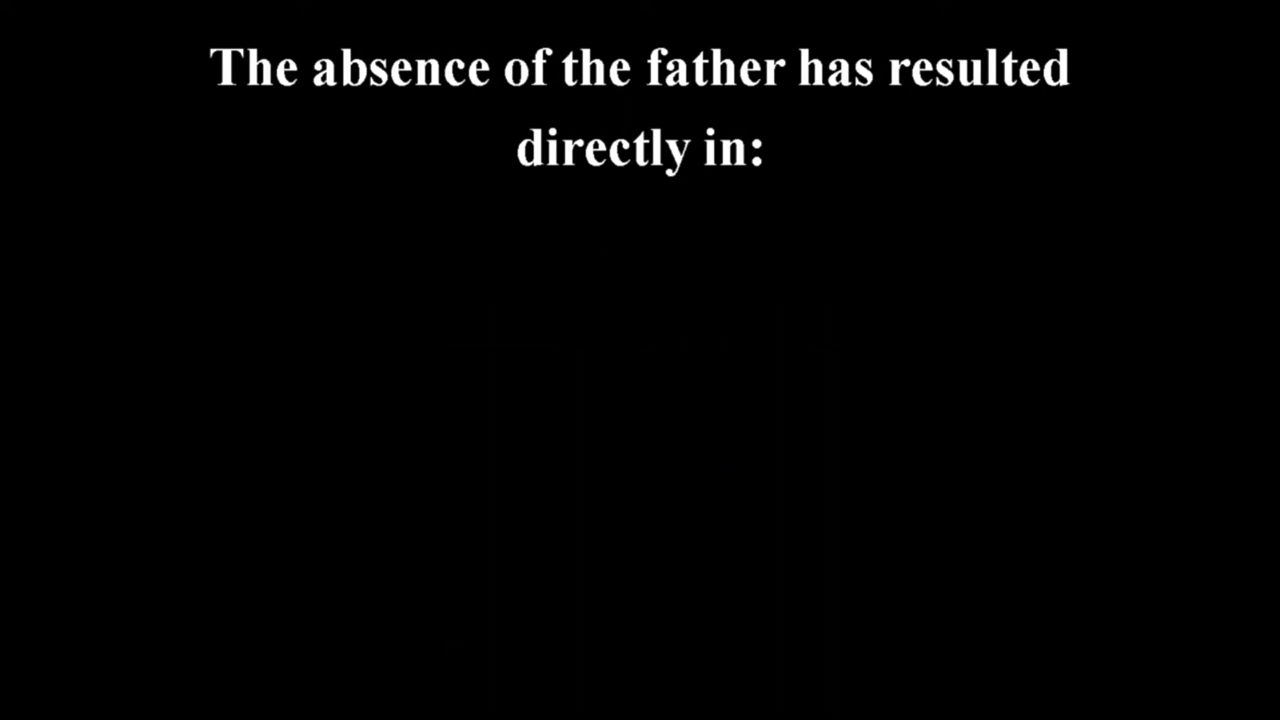 The absence of the father has resulted
directly in: